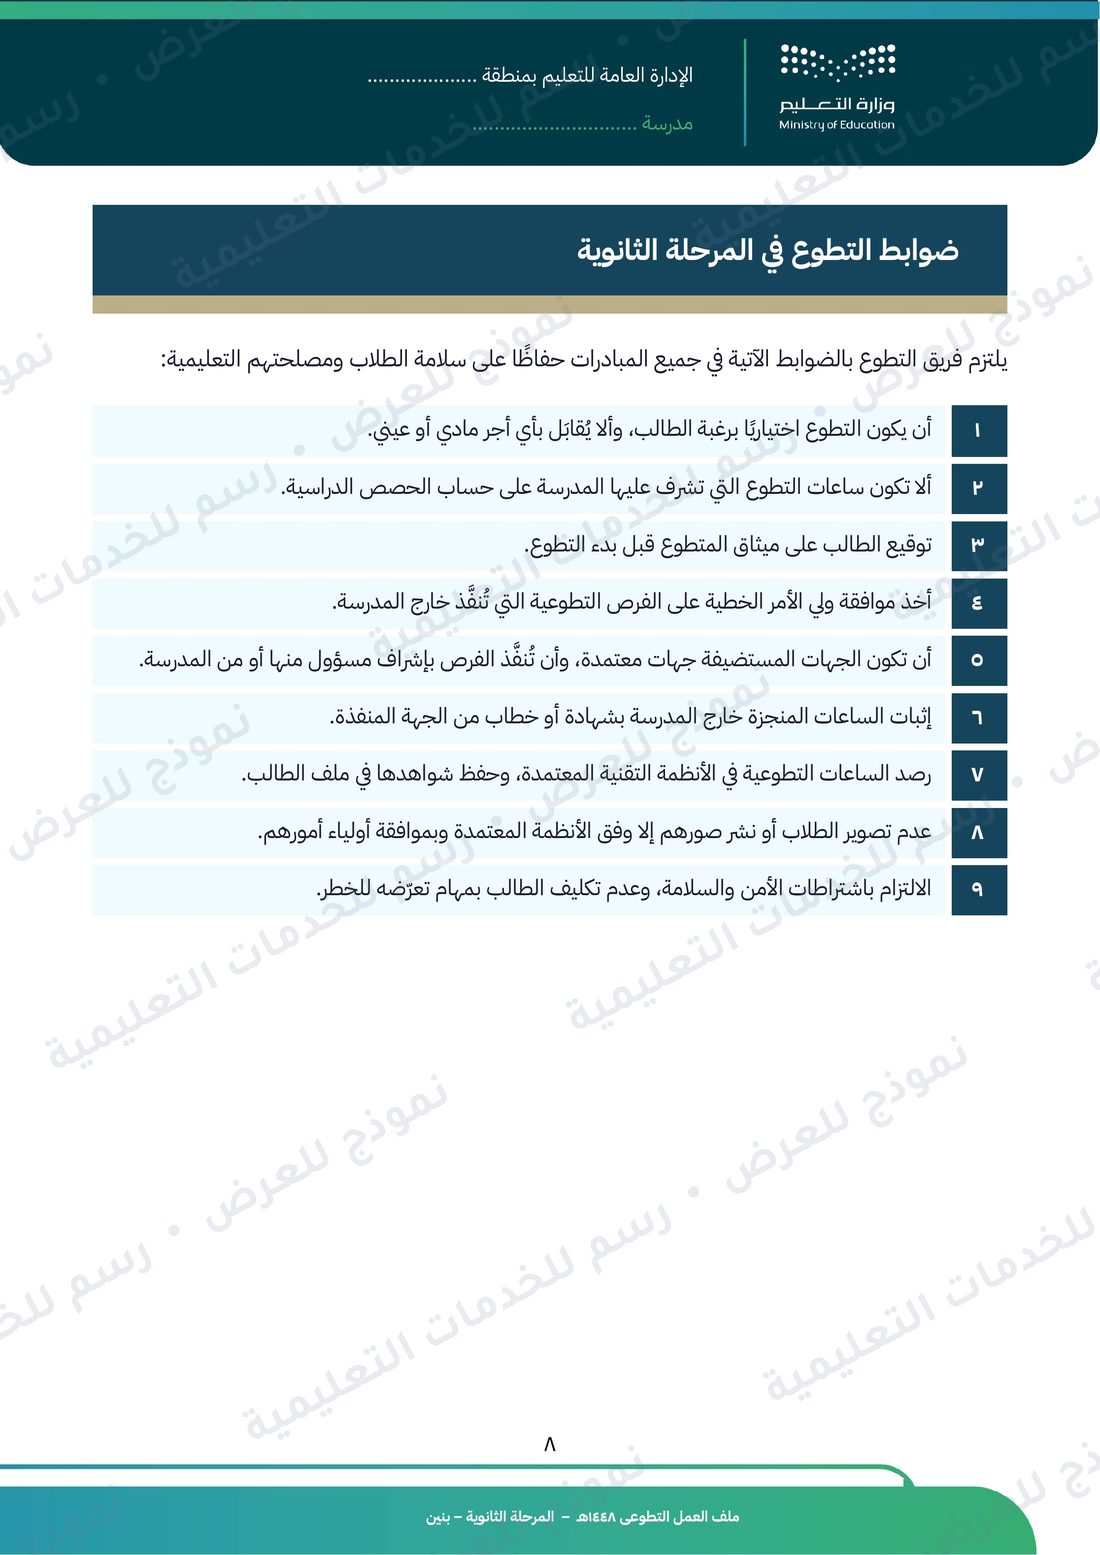 الإدارة العامة للتعليم بمنطقة ....................
مدرسة ..............................
وزارة التعليم
Ministry of Education
ضوابط التطوع في المرحلة الثانوية
يلتزم فريق التطوع بالضوابط الآتية في جميع المبادرات حفاظًا على سلامة الطلاب ومصلحتهم التعليمية:
١ أن يكون التطوع اختياريًا برغبة الطالب، وألا يُقابَل بأي أجر مادي أو عيني.
٢ ألا تكون ساعات التطوع التي تشرف عليها المدرسة على حساب الحصص الدراسية.
٣ توقيع الطالب على ميثاق المتطوع قبل بدء التطوع.
٤ أخذ موافقة ولي الأمر الخطية على الفرص التطوعية التي تُنفَّذ خارج المدرسة.
٥ أن تكون الجهات المستضيفة جهات معتمدة، وأن تُنفَّذ الفرص بإشراف مسؤول منها أو من المدرسة.
٦ إثبات الساعات المنجزة خارج المدرسة بشهادة أو خطاب من الجهة المنفذة.
٧ رصد الساعات التطوعية في الأنظمة التقنية المعتمدة، وحفظ شواهدها في ملف الطالب.
٨ عدم تصوير الطلاب أو نشر صورهم إلا وفق الأنظمة المعتمدة وبموافقة أولياء أمورهم.
٩ الالتزام باشتراطات الأمن والسلامة، وعدم تكليف الطالب بمهام تعرّضه للخطر.
نموذج للعرض • رسم للخدمات التعليمية
٨
ملف العمل التطوعى ١٤٤٨هـ – المرحلة الثانوية – بنين